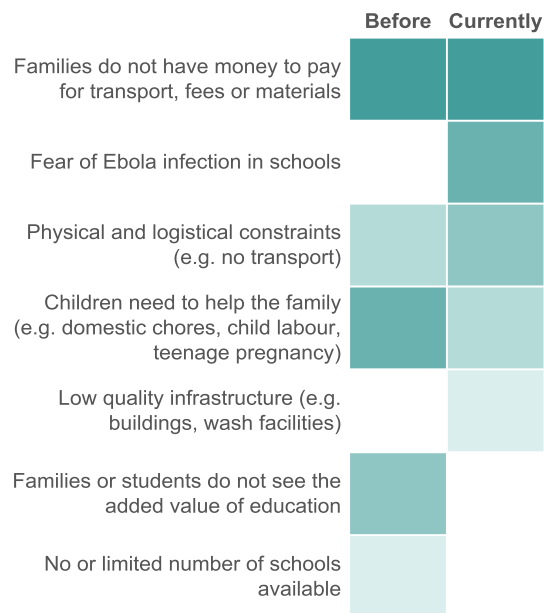 Before Currently
Families do not have money to pay
for transport, fees or materials
Fear of Ebola infection in schools
Physical and logistical constraints
(e.g. no transport)
Children need to help the family
(e.g. domestic chores, child labour,
teenage pregnancy)
Low quality infrastructure (e.g.
buildings, wash facilities)
Families or students do not see the
added value of education
No or limited number of schools
available